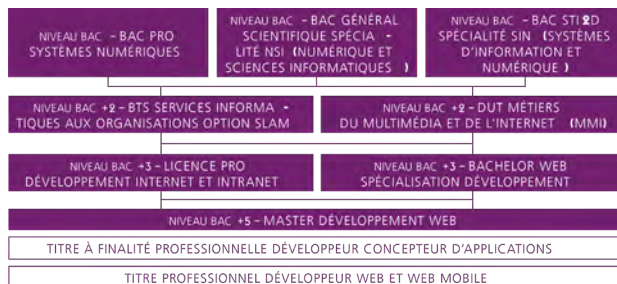 NIVEAU BAC - BAC PRO
SYSTÈMES NUMÉRIQUES
NIVEAU BAC - BAC GÉNÉRAL
SCIENTIFIQUE SPÉCIA -
LITÉ NSI (NUMÉRIQUE ET
SCIENCES INFORMATIQUES )
NIVEAU BAC - BAC STI2D
SPÉCIALITÉ SIN (SYSTÈMES
D'INFORMATION ET
NUMÉRIQUE )
NIVEAU BAC +2 – BTS SERVICES INFORMA -
TIQUES AUX ORGANISATIONS OPTION SLAM
NIVEAU BAC +2 – DUT MÉTIERS
DU MULTIMÉDIA ET DE L'INTERNET (MMI)
NIVEAU BAC +3 – LICENCE PRO
DÉVELOPPEMENT INTERNET ET INTRANET
NIVEAU BAC +3 – BACHELOR WEB
SPÉCIALISATION DÉVELOPPEMENT
NIVEAU BAC +5 – MASTER DÉVELOPPEMENT WEB
TITRE À FINALITÉ PROFESSIONNELLE DÉVELOPPEUR CONCEPTEUR D'APPLICATIONS
TITRE PROFESSIONNEL DÉVELOPPEUR WEB ET WEB MOBILE